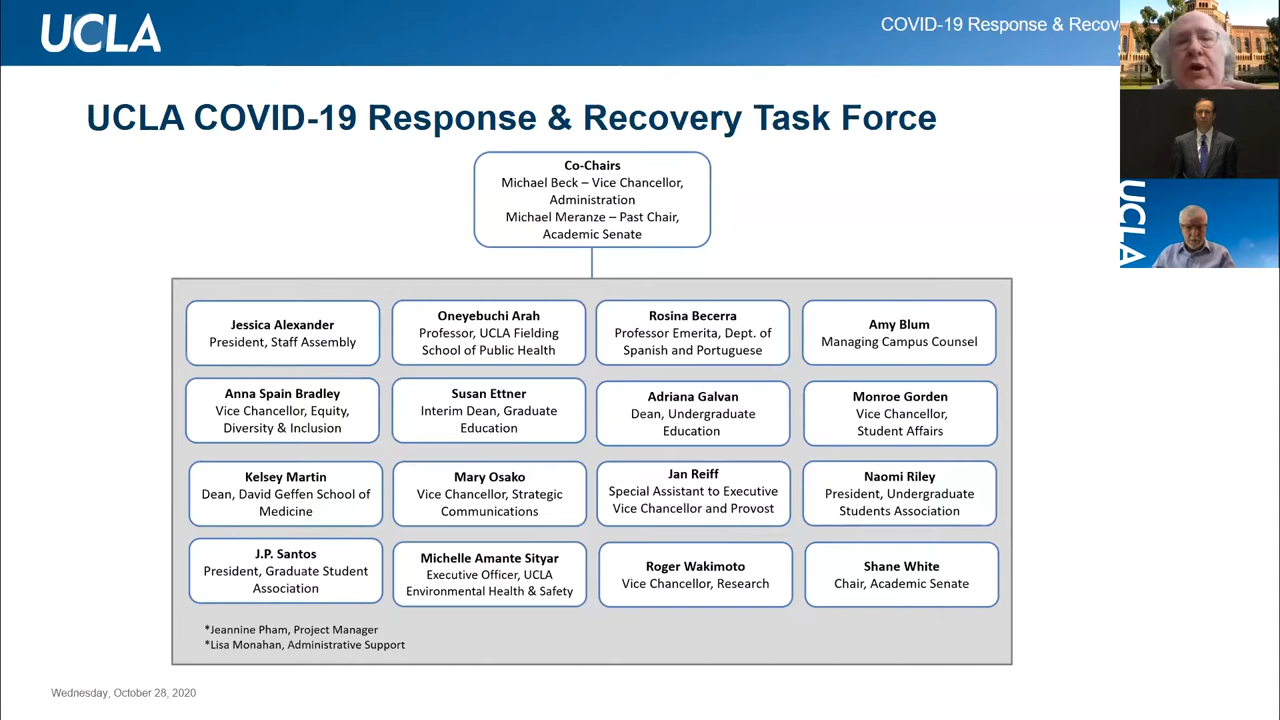 UCLA
COVID-19 Response & Recov
UCLA COVID-19 Response & Recovery Task Force
Co-Chairs
Michael Beck – Vice Chancellor,
Administration
Michael Meranze – Past Chair,
Academic Senate
Jessica Alexander
President, Staff Assembly
Oneyebuchi Arah
Professor, UCLA Fielding
School of Public Health
Rosina Becerra
Professor Emerita, Dept. of
Spanish and Portuguese
Amy Blum
Managing Campus Counsel
Anna Spain Bradley
Vice Chancellor, Equity,
Diversity & Inclusion
Susan Ettner
Interim Dean, Graduate
Education
Adriana Galvan
Dean, Undergraduate
Education
Monroe Gorden
Vice Chancellor,
Student Affairs
Kelsey Martin
Dean, David Geffen School of
Medicine
Mary Osako
Vice Chancellor, Strategic
Communications
Jan Reiff
Special Assistant to Executive
Vice Chancellor and Provost
Naomi Riley
President, Undergraduate
Students Association
J.P. Santos
President, Graduate Student
Association
Michelle Amante Sityar
Executive Officer, UCLA
Environmental Health & Safety
Roger Wakimoto
Vice Chancellor, Research
Shane White
Chair, Academic Senate
*Jeannine Pham, Project Manager
*Lisa Monahan, Administrative Support
Wednesday, October 28, 2020
UCLA